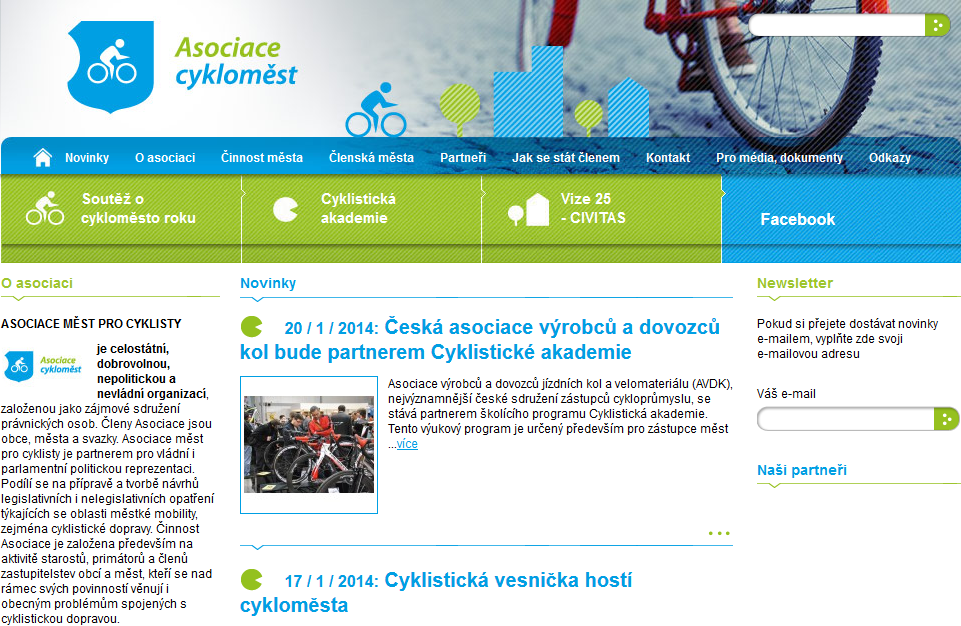 Asociace
cykloměst
Novinky
O asociaci
Činnost města
Členská města
Partneři
Jak se stát členem
Kontakt
Pro média, dokumenty
Odkazy
Soutěž o
cykloměsto roku
Cyklistická
akademie
Vize 25
- CIVITAS
Facebook
O asociaci
ASOCIACE MĚST PRO CYKLISTY
Asociace
cykloměst
je celostátní,
dobrovolnou,
nepolitickou a
nevládní organizací,
založenou jako zájmové sdružení
právnických osob. Členy Asociace jsou
obce, města a svazky. Asociace měst
pro cyklisty je partnerem pro vládní i
parlamentní politickou reprezentaci.
Podílí se na přípravě a tvorbě návrhů
legislativních i nelegislativních opatření
týkajících se oblasti městké mobility,
zejména cyklistické dopravy. Činnost
Asociace je založena především na
aktivitě starostů, primátorů a členů
zastupitelstev obcí a měst, kteří se nad
rámec svých povinností věnují i
obecným problémům spojených s
cyklistickou dopravou.
Novinky
20 / 1 / 2014: Česká asociace výrobců a dovozců
kol bude partnerem Cyklistické akademie
Asociace výrobců a dovozců jízdních kol a velomateriálu (AVDK),
nejvýznamnější české sdružení zástupců cykloprůmyslu, se
stává partnerem školícího programu Cyklistická akademie.
Tento výukový program je určený především pro zástupce měst
...více
17 / 1 / 2014: Cyklistická vesnička hostí
cykloměsta
Newsletter
Pokud si přejete dostávat novinky
e-mailem, vyplňte zde svoji
e-mailovou adresu
Váš e-mail
Naši partneři